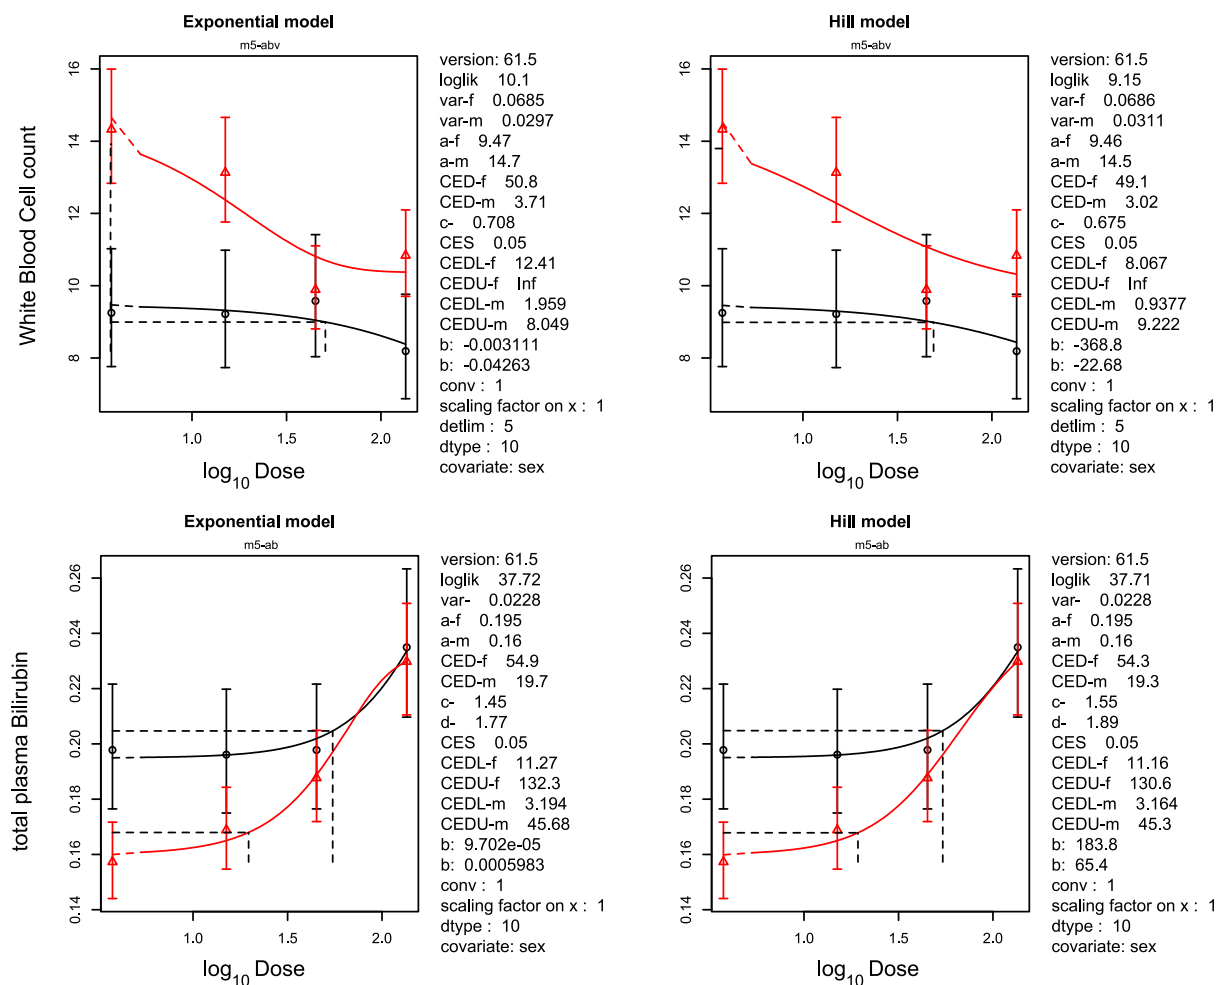 Exponential model
m5-abv
White Blood Cell count
16
14
12
10
8
1.0 1.5 2.0
log10 Dose
version: 61.5
loglik 10.1
var-f 0.0685
var-m 0.0297
a-f 9.47
a-m 14.7
CED-f 50.8
CED-m 3.71
c- 0.708
CES 0.05
CEDL-f 12.41
CEDU-f Inf
CEDL-m 1.959
CEDU-m 8.049
b: -0.003111
b: -0.04263
conv : 1
scaling factor on x : 1
detlim : 5
dtype : 10
covariate: sex
Hill model
m5-abv
16
14
12
10
8
1.0 1.5 2.0
log10 Dose
version: 61.5
loglik 9.15
var-f 0.0686
var-m 0.0311
a-f 9.46
a-m 14.5
CED-f 49.1
CED-m 3.02
c- 0.675
CES 0.05
CEDL-f 8.067
CEDU-f Inf
CEDL-m 0.9377
CEDU-m 9.222
b: -368.8
b: -22.68
conv : 1
scaling factor on x : 1
detlim : 5
dtype : 10
covariate: sex
Exponential model
m5-ab
total plasma Bilirubin
0.26
0.24
0.22
0.20
0.18
0.16
0.14
1.0 1.5 2.0
log10 Dose
version: 61.5
loglik 37.72
var- 0.0228
a-f 0.195
a-m 0.16
CED-f 54.9
CED-m 19.7
c- 1.45
d- 1.77
CES 0.05
CEDL-f 11.27
CEDU-f 132.3
CEDL-m 3.194
CEDU-m 45.68
b: 9.702e-05
b: 0.0005983
conv : 1
scaling factor on x : 1
dtype : 10
covariate: sex
Hill model
m5-ab
0.26
0.24
0.22
0.20
0.18
0.16
0.14
1.0 1.5 2.0
log10 Dose
version: 61.5
loglik 37.71
var- 0.0228
a-f 0.195
a-m 0.16
CED-f 54.3
CED-m 19.3
c- 1.55
d- 1.89
CES 0.05
CEDL-f 11.16
CEDU-f 130.6
CEDL-m 3.164
CEDU-m 45.3
b: 183.8
b: 65.4
conv : 1
scaling factor on x : 1
dtype : 10
covariate: sex